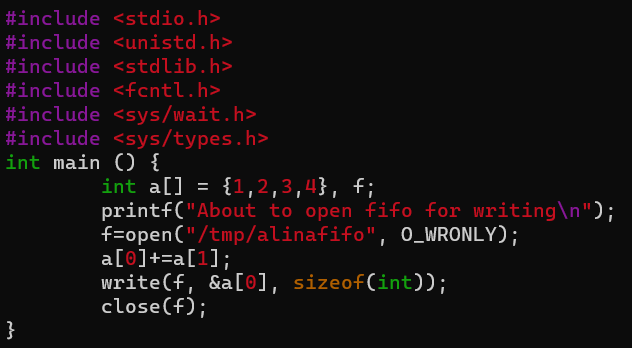 #include <stdio.h>
#include <unistd.h>
#include <stdlib.h>
#include <fcntl.h>
#include <sys/wait.h>
#include <sys/types.h>
int main () {
        int a[] = {1,2,3,4}, f;
        printf("About to open fifo for writing\n");
        f=open("/tmp/alinafifo", O_WRONLY);
        a[0]+=a[1];
        write(f, &a[0], sizeof(int));
        close(f);
}